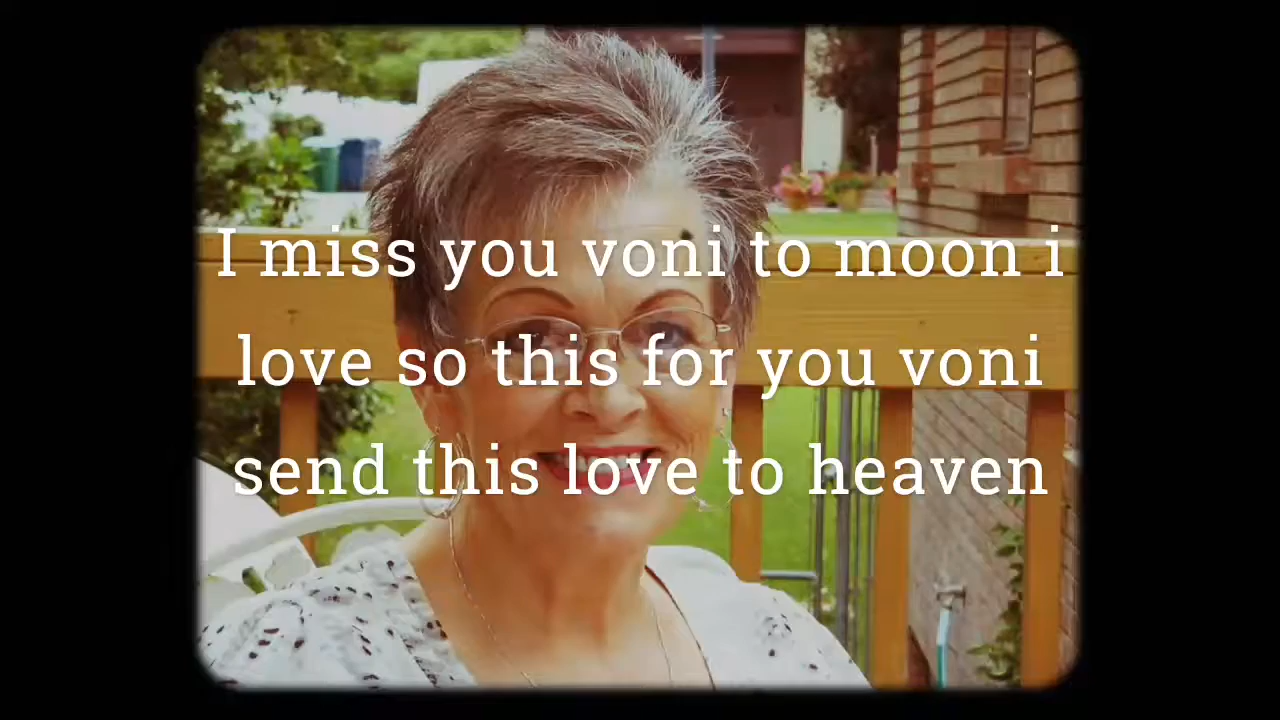 I miss you voni to moon i
love so this for you voni
send this love to heaven